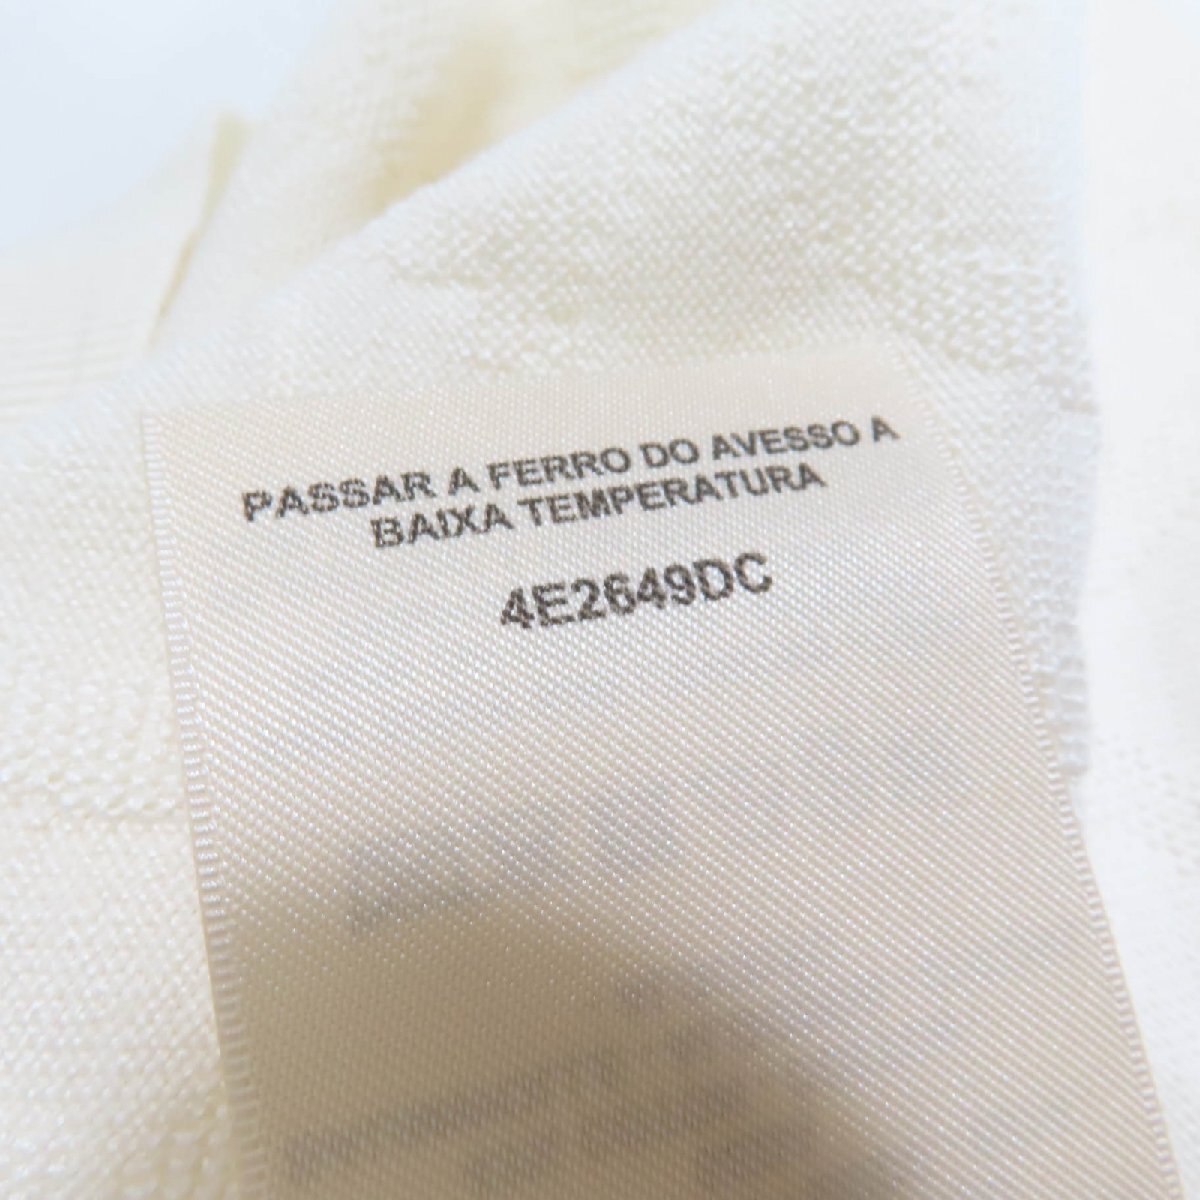 PASSAR A FERRO DO AVESSO A
BAIXA TEMPERATURA
4E2649DC